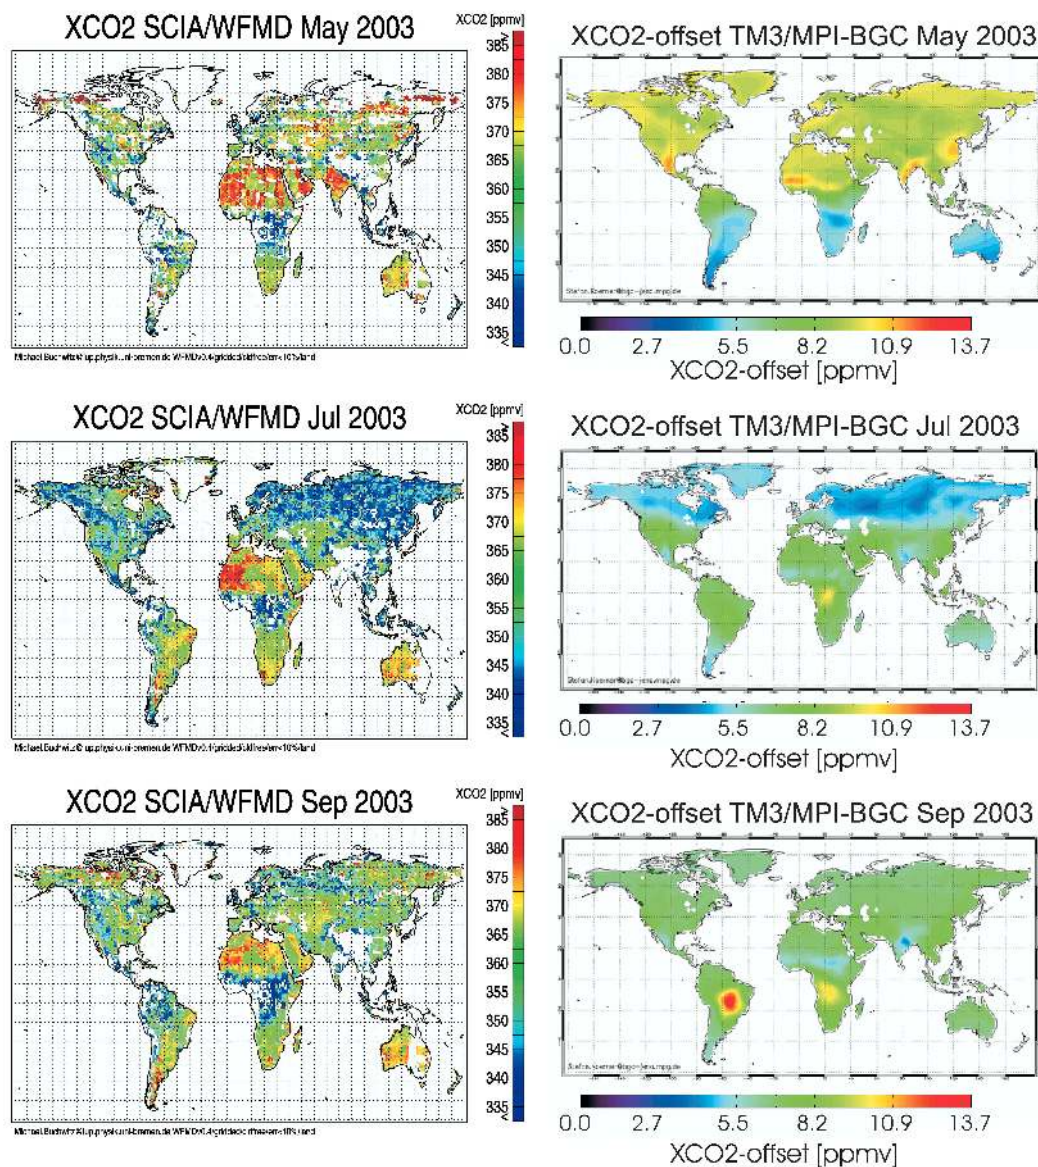 XCO2 SCIA/WFMD May 2003
XCO2 [ppmv]
385
380
375
370
365
360
355
350
345
340
335
XCO2-offset TM3/MPI-BGC May 2003
0.0 2.7 5.5 8.2 10.9 13.7
XCO2-offset [ppmv]
XCO2 SCIA/WFMD Jul 2003
XCO2 [ppmv]
385
380
375
370
365
360
355
350
345
340
335
XCO2-offset TM3/MPI-BGC Jul 2003
0.0 2.7 5.5 8.2 10.9 13.7
XCO2-offset [ppmv]
XCO2 SCIA/WFMD Sep 2003
XCO2 [ppmv]
385
380
375
370
365
360
355
350
345
340
335
XCO2-offset TM3/MPI-BGC Sep 2003
0.0 2.7 5.5 8.2 10.9 13.7
XCO2-offset [ppmv]